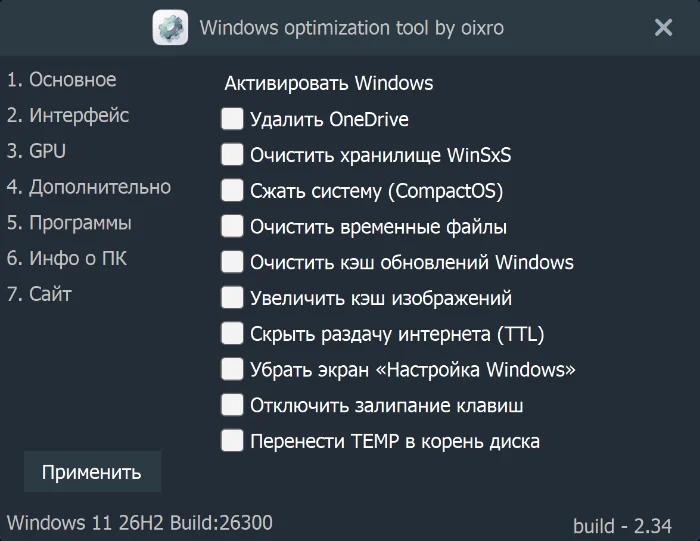 Windows optimization tool by oixro
1. Основное
2. Интерфейс
3. GPU
4. Дополнительно
5. Программы
6. Инфо о ПК
7. Сайт
Активировать Windows
Удалить OneDrive
Очистить хранилище WinSxS
Сжать систему (CompactOS)
Очистить временные файлы
Очистить кэш обновлений Windows
Увеличить кэш изображений
Скрыть раздачу интернета (TTL)
Убрать экран «Настройка Windows»
Отключить залипание клавиш
Перенести TEMP в корень диска
Применить
Windows 11 26H2 Build:26300
build - 2.34